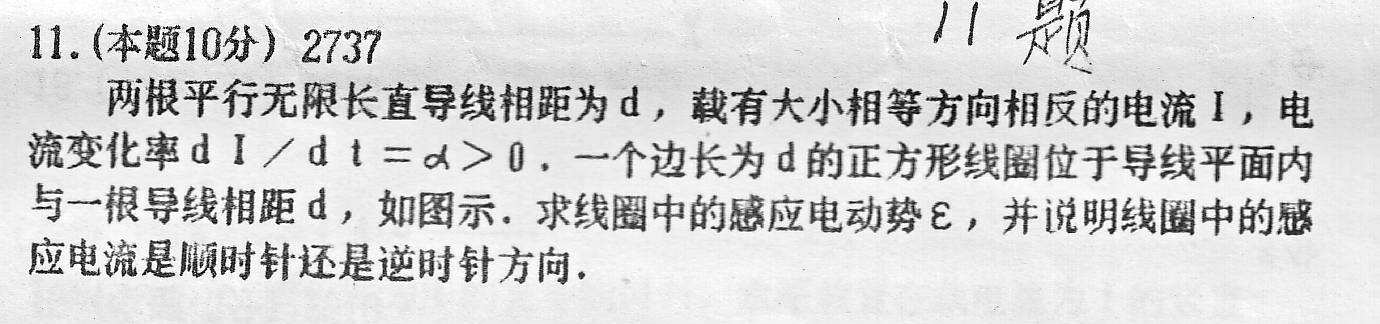 11 题
11.(本题10分) 2737
两根平行无限长直导线相距为d，载有大小相等方向相反的电流I，电
流变化率dI／dt＝α＞0．一个边长为d的正方形线圈位于导线平面内
与一根导线相距d，如图示．求线圈中的感应电动势ε，并说明线圈中的感
应电流是顺时针还是逆时针方向．